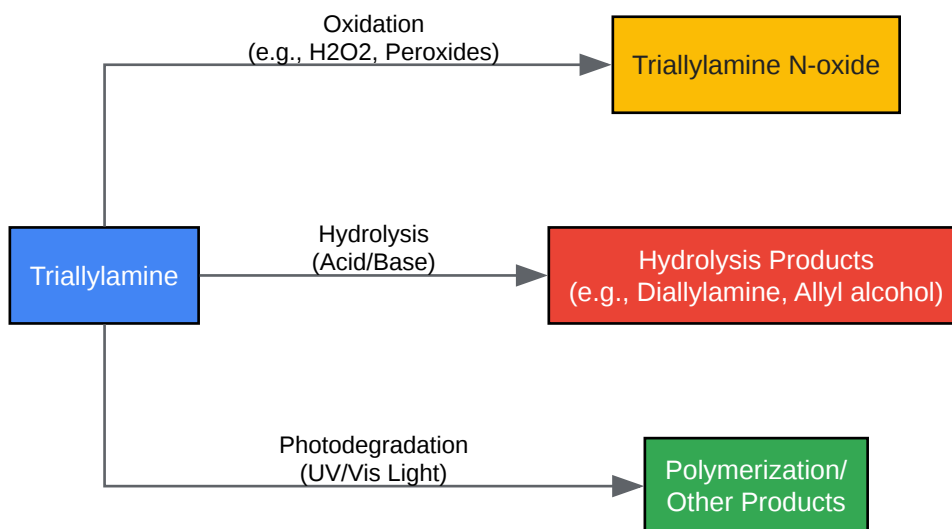 Oxidation
(e.g., H2O2, Peroxides)
Triallylamine N-oxide
Triallylamine
Hydrolysis
(Acid/Base)
Hydrolysis Products
(e.g., Diallylamine, Allyl alcohol)
Photodegradation
(UV/Vis Light)
Polymerization/
Other Products